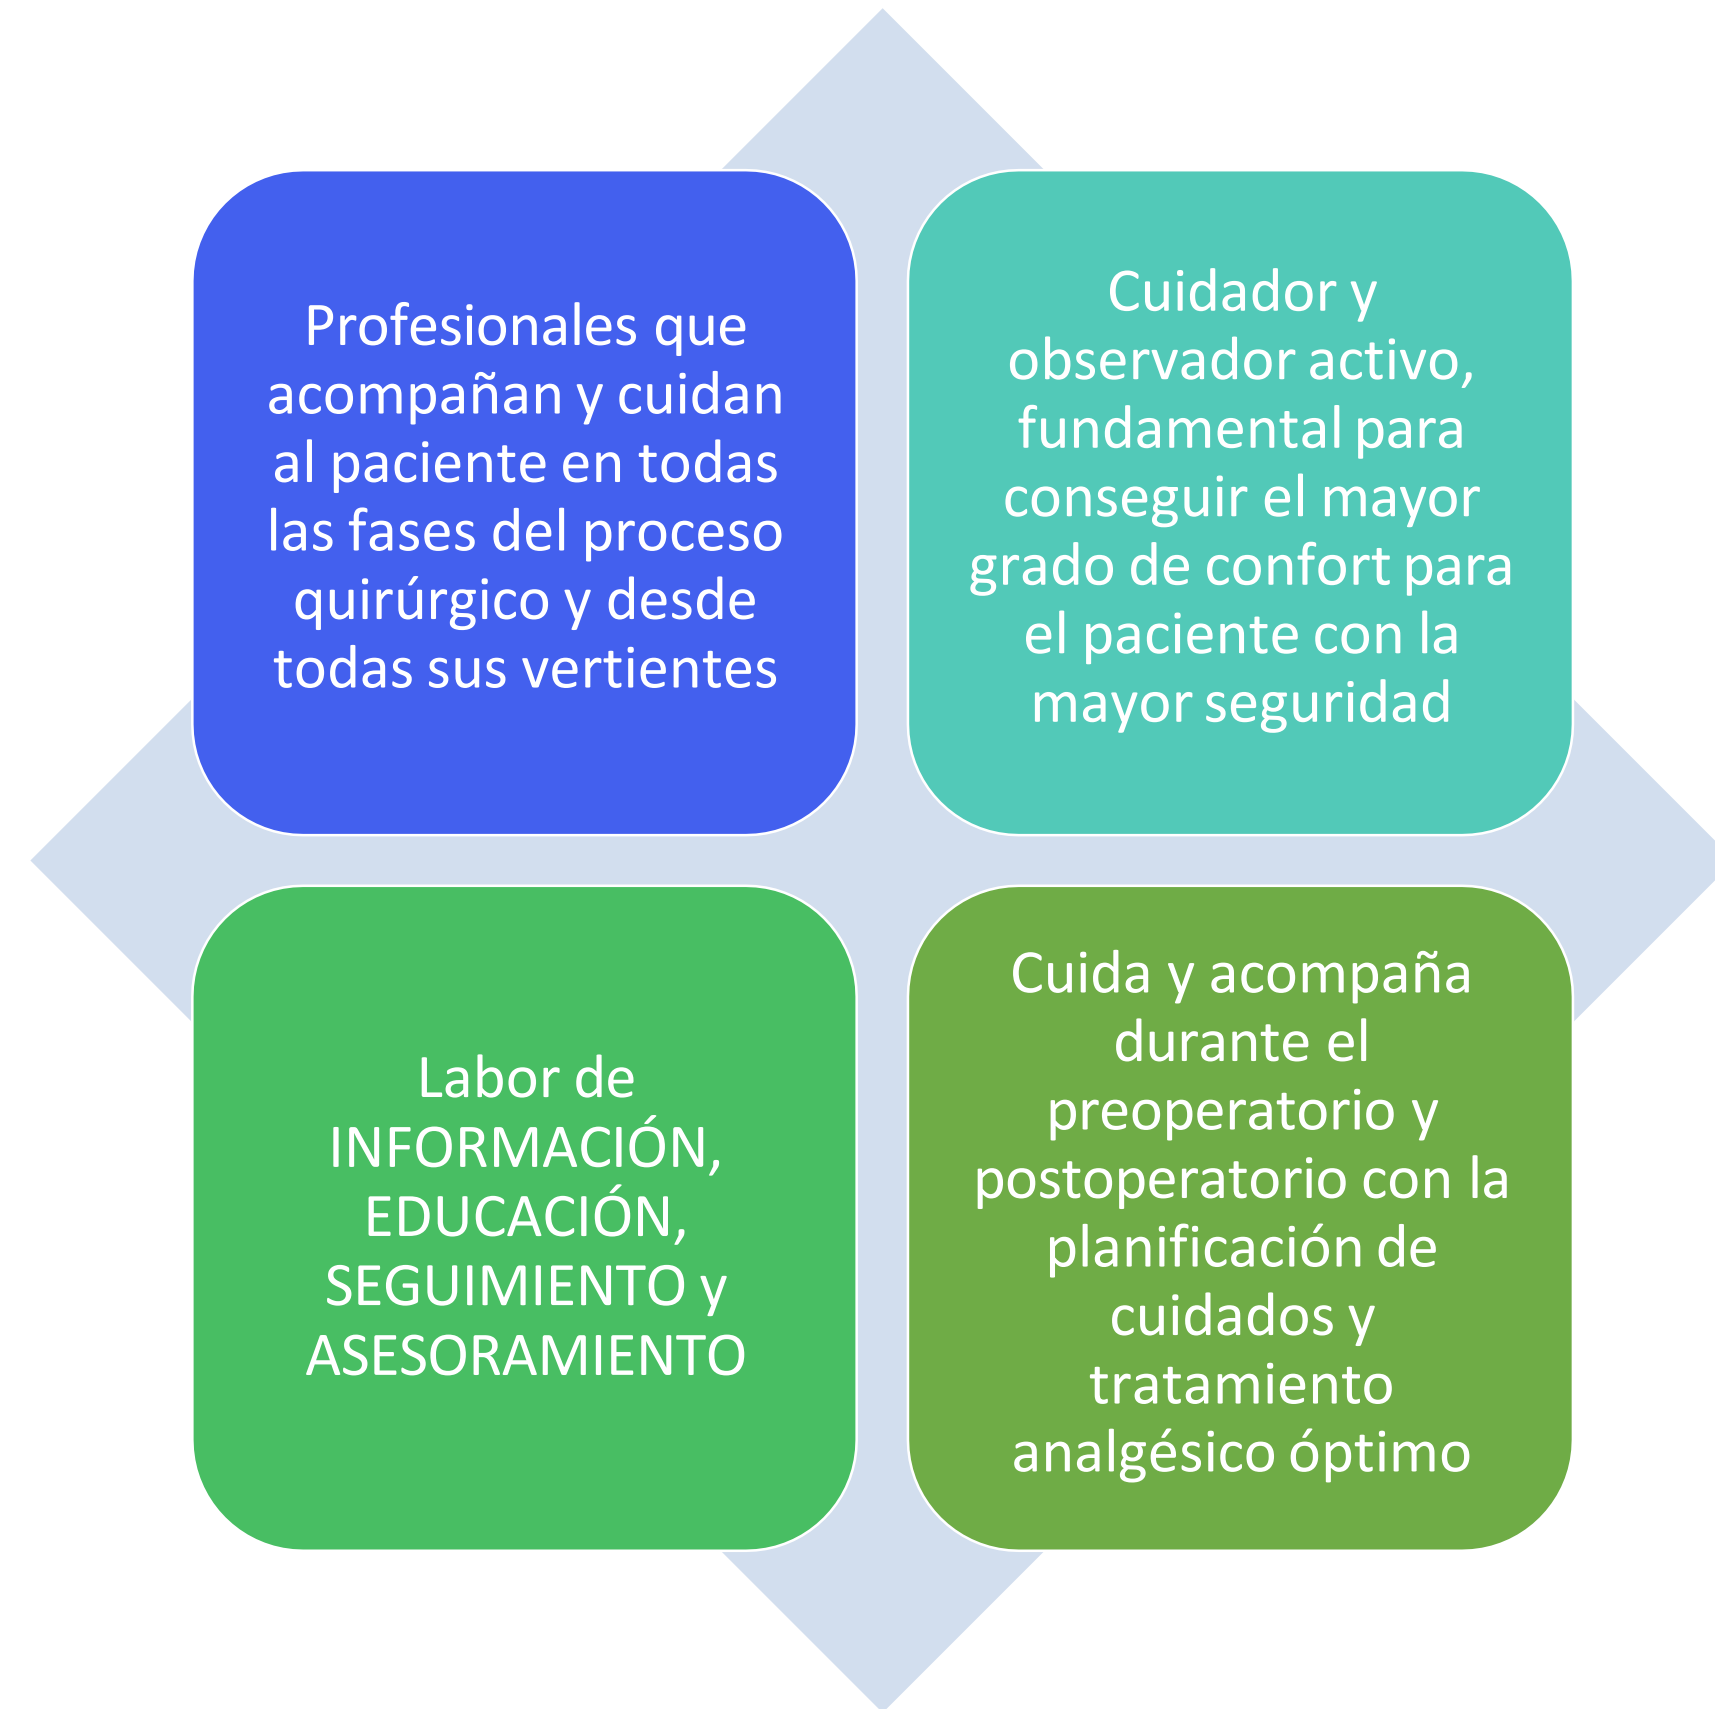 Profesionales que
acompañan y cuidan
al paciente en todas
las fases del proceso
quirúrgico y desde
todas sus vertientes
Cuidador y
observador activo,
fundamental para
conseguir el mayor
grado de confort para
el paciente con la
mayor seguridad
Labor de
INFORMACIÓN,
EDUCACIÓN,
SEGUIMIENTO y
ASESORAMIENTO
Cuida y acompaña
durante el
preoperatorio y
postoperatorio con la
planificación de
cuidados y
tratamiento
analgésico óptimo